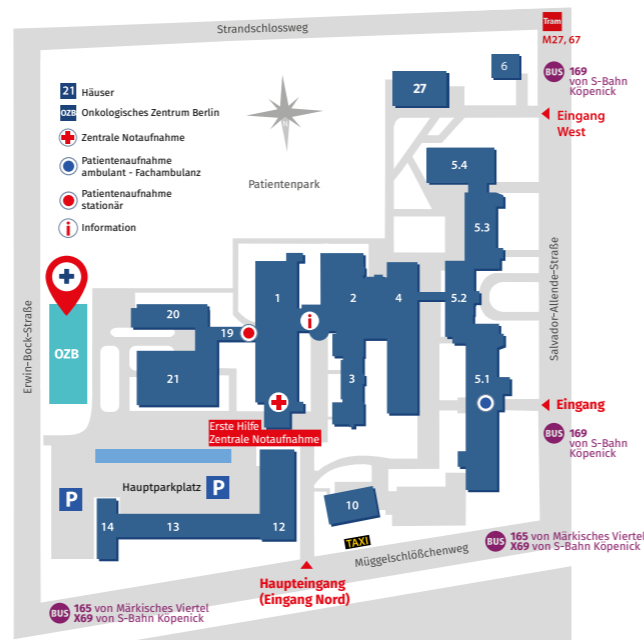 Strandschlossweg
Tram
M27, 67
BUS 169
von S-Bahn
Köpenick
6
27
Eingang
West
21 Häuser
OZB Onkologisches Zentrum Berlin
Zentrale Notaufnahme
Patientenaufnahme
ambulant - Fachambulanz
Patientenaufnahme
stationär
i Information
Patientenpark
5.4
5.3
5.2
5.1
Salvador-Allende-Straße
Erwin-Bock-Straße
OZB
20
19
21
1
i
2
4
3
Erste Hilfe
Zentrale Notaufnahme
Eingang
BUS 169
von S-Bahn
Köpenick
P
Hauptparkplatz P
14
13
12
10
TAXI
Müggelschlößchenweg
BUS 165 von Märkisches Viertel
X69 von S-Bahn Köpenick
Haupteingang
(Eingang Nord)
BUS 165 von Märkisches Viertel
X69 von S-Bahn Köpenick